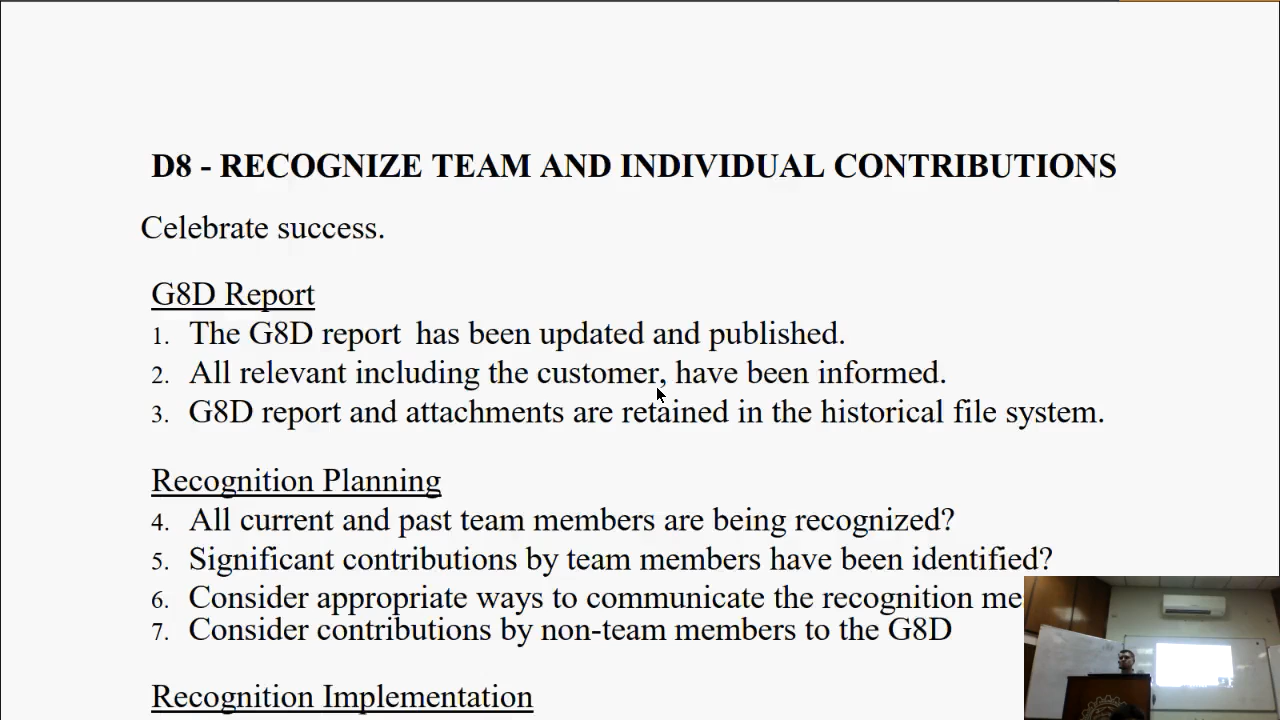 D8 - RECOGNIZE TEAM AND INDIVIDUAL CONTRIBUTIONS
Celebrate success.
G8D Report
1. The G8D report has been updated and published.
2. All relevant including the customer, have been informed.
3. G8D report and attachments are retained in the historical file system.
Recognition Planning
4. All current and past team members are being recognized?
5. Significant contributions by team members have been identified?
6. Consider appropriate ways to communicate the recognition me
7. Consider contributions by non-team members to the G8D
Recognition Implementation